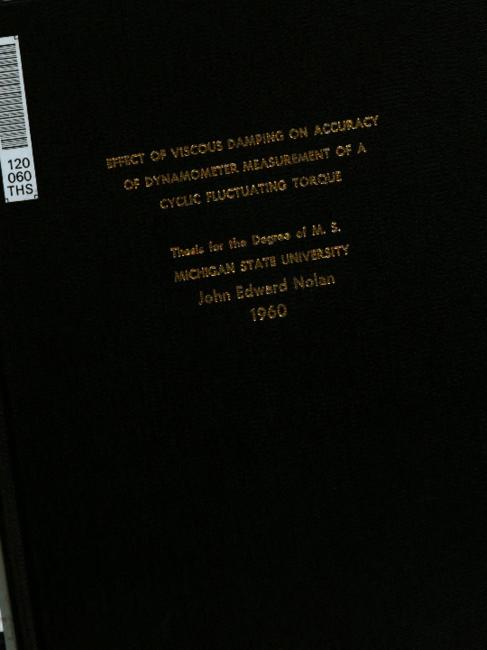 120
060
THS
EFFECT OF VISCOUS DAMPING ON ACCURACY
OF DYNAMOMETER MEASUREMENT OF A
CYCLIC FLUCTUATING TORQUE
Thesis for the Degree of M. S.
MICHIGAN STATE UNIVERSITY
John Edward Nolan
1960